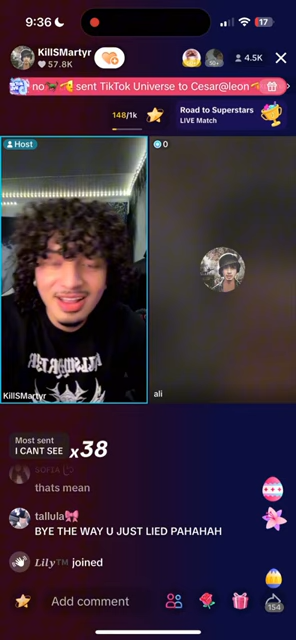 9:36
17
KillSMartyr
57.8K
30+
4.5K
no sent TikTok Universe to Cesar@leon
148/1k
Road to Superstars
LIVE Match
Host
0
KillSMartyr
ali
Most sent
I CANT SEE x38
SOFIA
thats mean
tallula
BYE THE WAY U JUST LIED PAHAHAH
Lily™ joined
Add comment
154